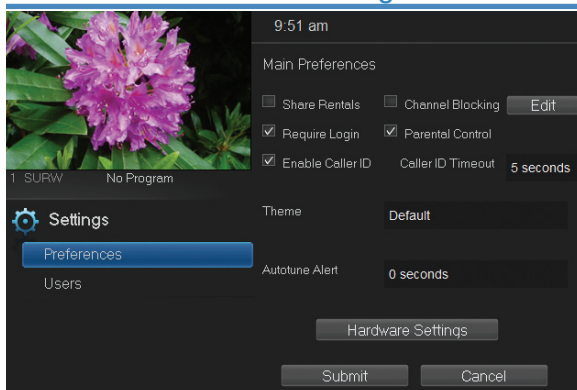 9:51 am
Main Preferences
Share Rentals Channel Blocking Edit
Require Login Parental Control
Enable Caller ID Caller ID Timeout 5 seconds
1 SURW No Program
Settings
Preferences
Users
Theme Default
Autotune Alert 0 seconds
Hardware Settings
Submit Cancel